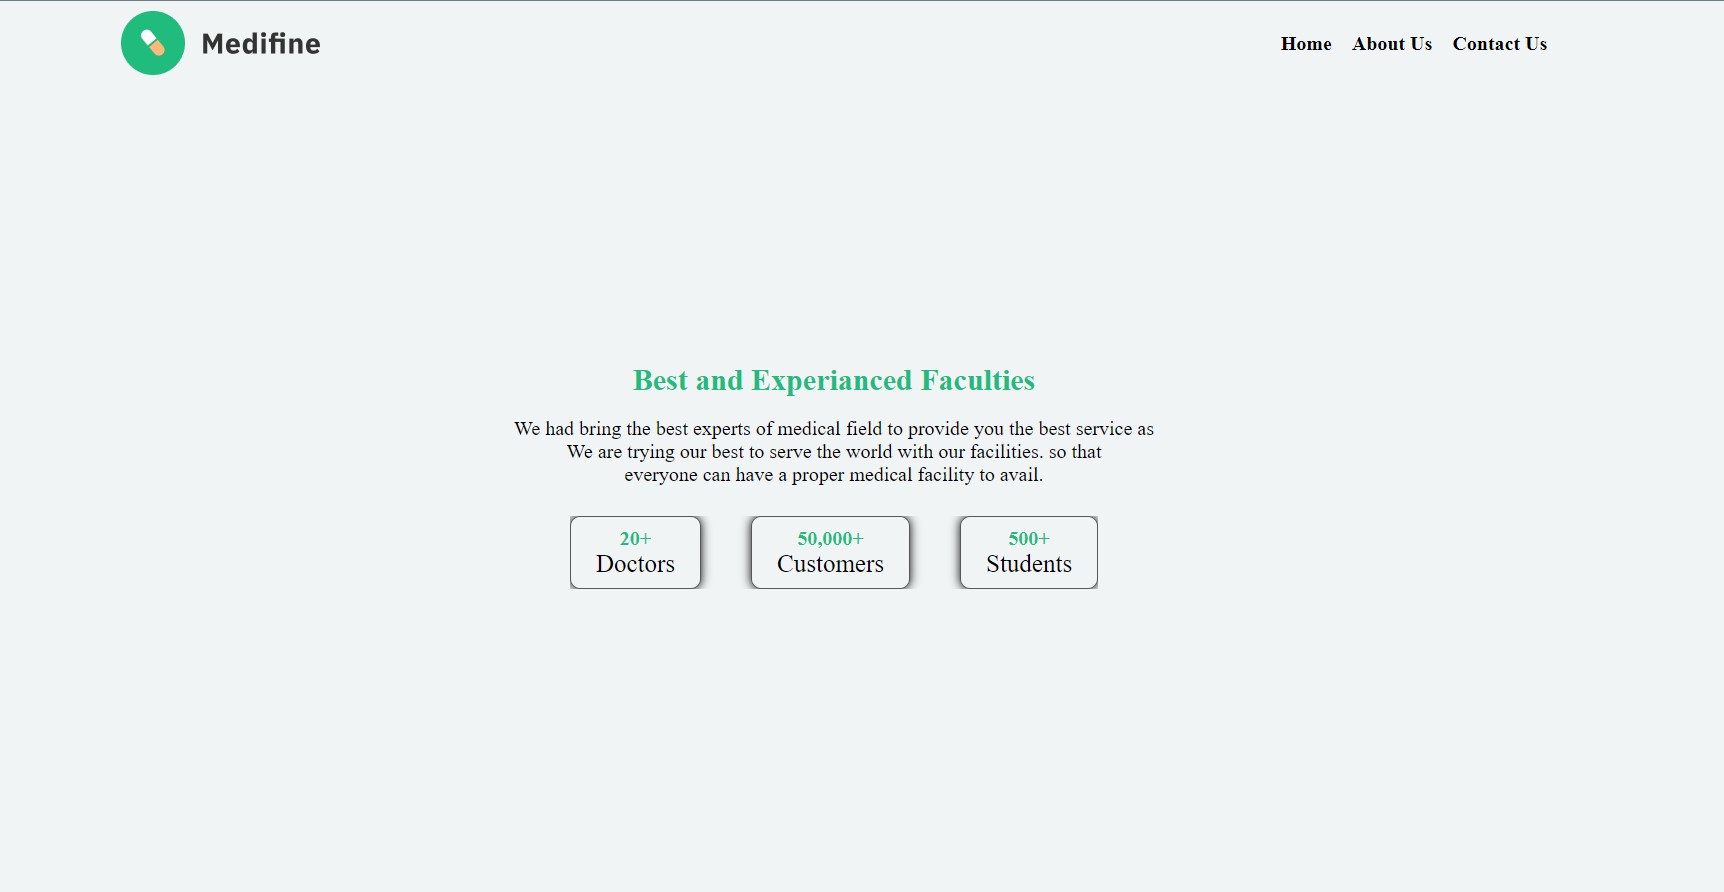 Medifine
Home About Us Contact Us
Best and Experianced Faculties
We had bring the best experts of medical field to provide you the best service as
We are trying our best to serve the world with our facilities. so that
everyone can have a proper medical facility to avail.
20+ 50,000+ 500+
Doctors Customers Students